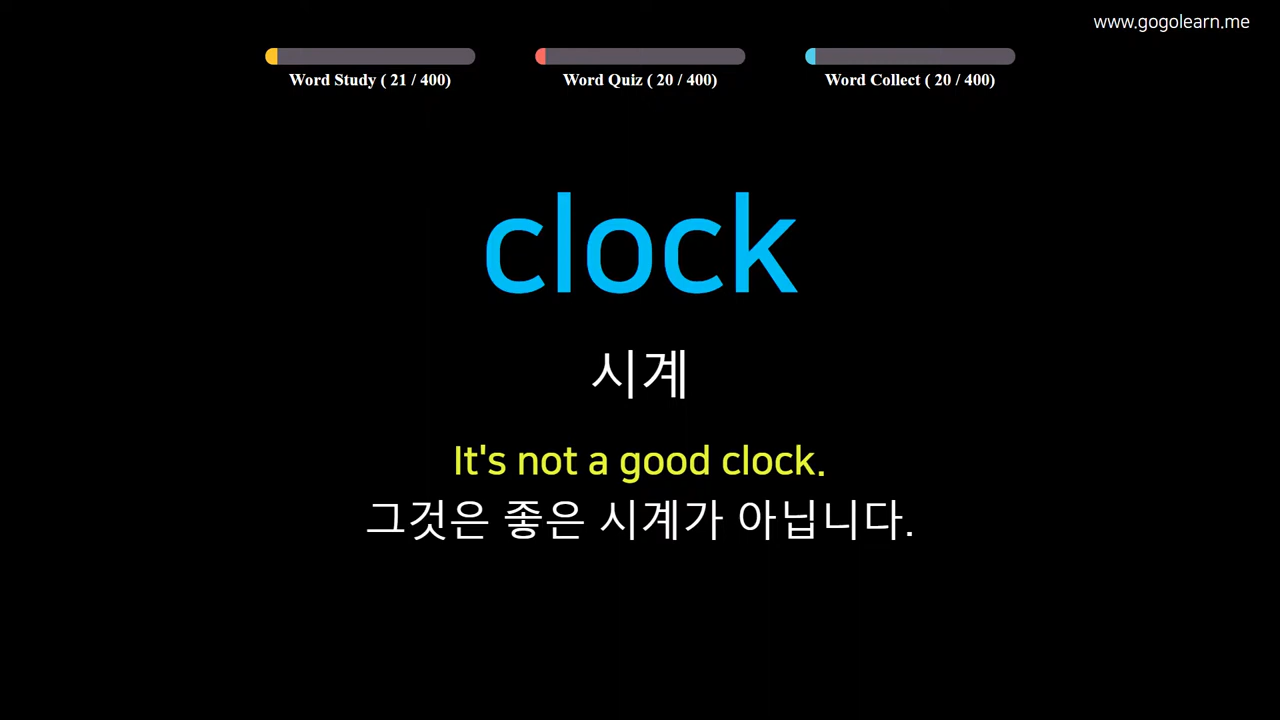 www.gogolearn.me
Word Study ( 21 / 400)
Word Quiz ( 20 / 400)
Word Collect ( 20 / 400)
clock
시계
It's not a good clock.
그것은 좋은 시계가 아닙니다.